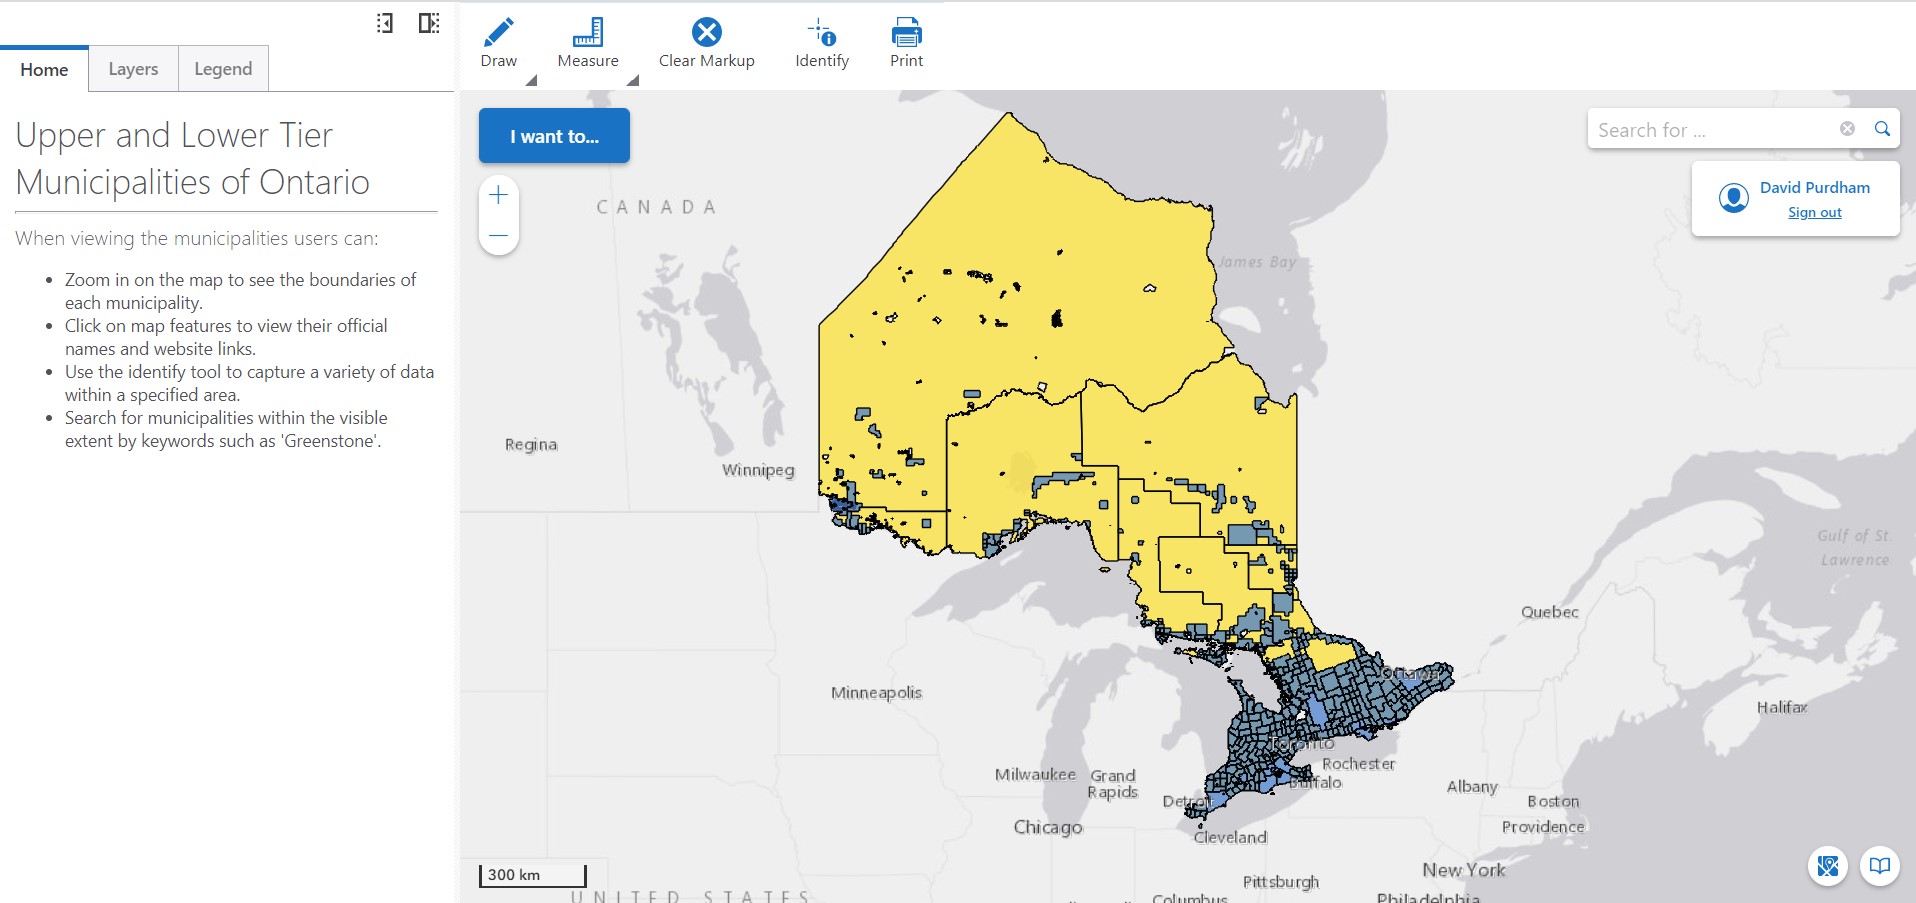 Draw
Measure
Clear Markup
Identify
Print
Home
Layers
Legend
Upper and Lower Tier
Municipalities of Ontario
When viewing the municipalities users can:
• Zoom in on the map to see the boundaries of
each municipality.
• Click on map features to view their official
names and website links.
• Use the identify tool to capture a variety of data
within a specified area.
• Search for municipalities within the visible
extent by keywords such as 'Greenstone'.
I want to...
+
–
Search for ...
David Purdham
Sign out
CANADA
James Bay
Regina
Winnipeg
Gulf of St.
Lawrence
Quebec
Minneapolis
Ottawa
Halifax
Toronto
Rochester
Milwaukee
Grand
Rapids
Buffalo
Albany
Detroit
Boston
Chicago
Providence
Cleveland
300 km
New York
Pittsburgh
UNITED STATES
Columbus
Philadelphia